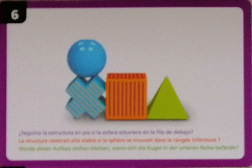 6
¿Seguiría la estructura en pie si la esfera estuviera en la fila de debajo?
La structure resterait-elle stable si la sphère se trouvait dans la rangée inférieure ?
Würde dieser Aufbau stehen bleiben, wenn sich die Kugel in der unteren Reihe befände?